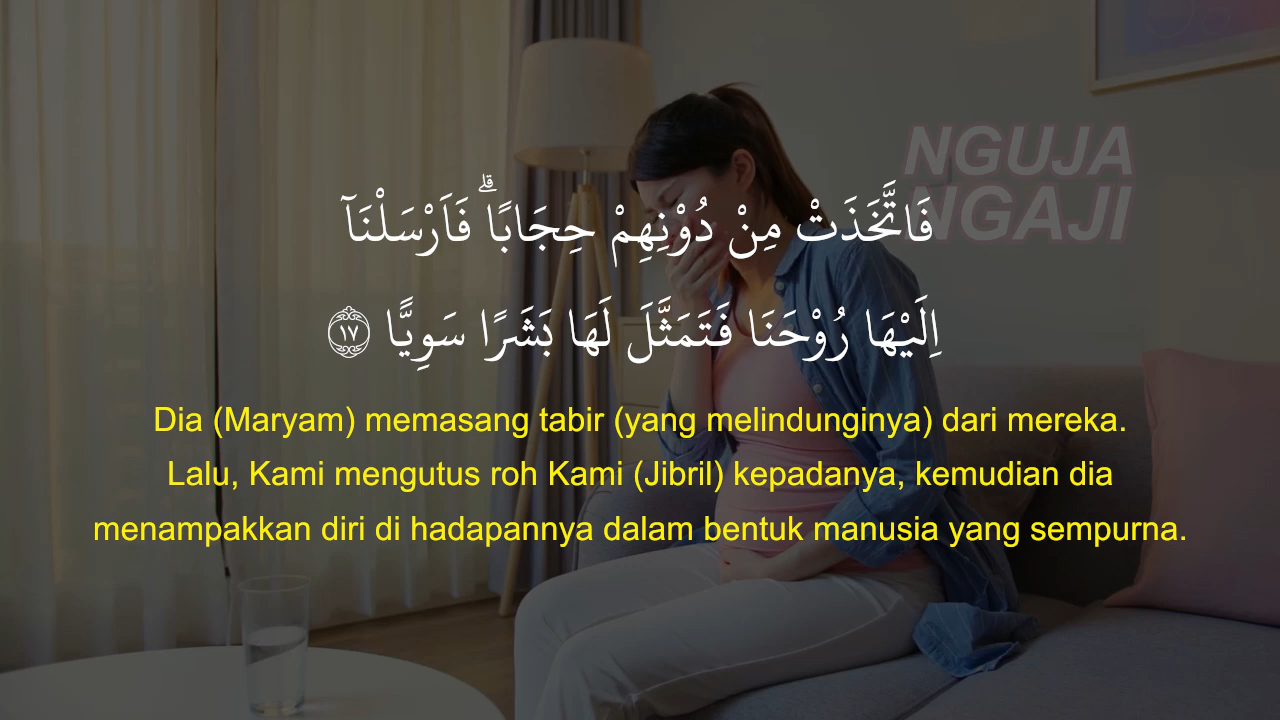 NGUJA
NGAJI
فَاتَّخَذَتْ مِنْ دُوْنِهِمْ حِجَابًاۗ فَاَرْسَلْنَآ
اِلَيْهَا رُوْحَنَا فَتَمَثَّلَ لَهَا بَشَرًا سَوِيًّا ١٧
Dia (Maryam) memasang tabir (yang melindunginya) dari mereka.
Lalu, Kami mengutus roh Kami (Jibril) kepadanya, kemudian dia
menampakkan diri di hadapannya dalam bentuk manusia yang sempurna.